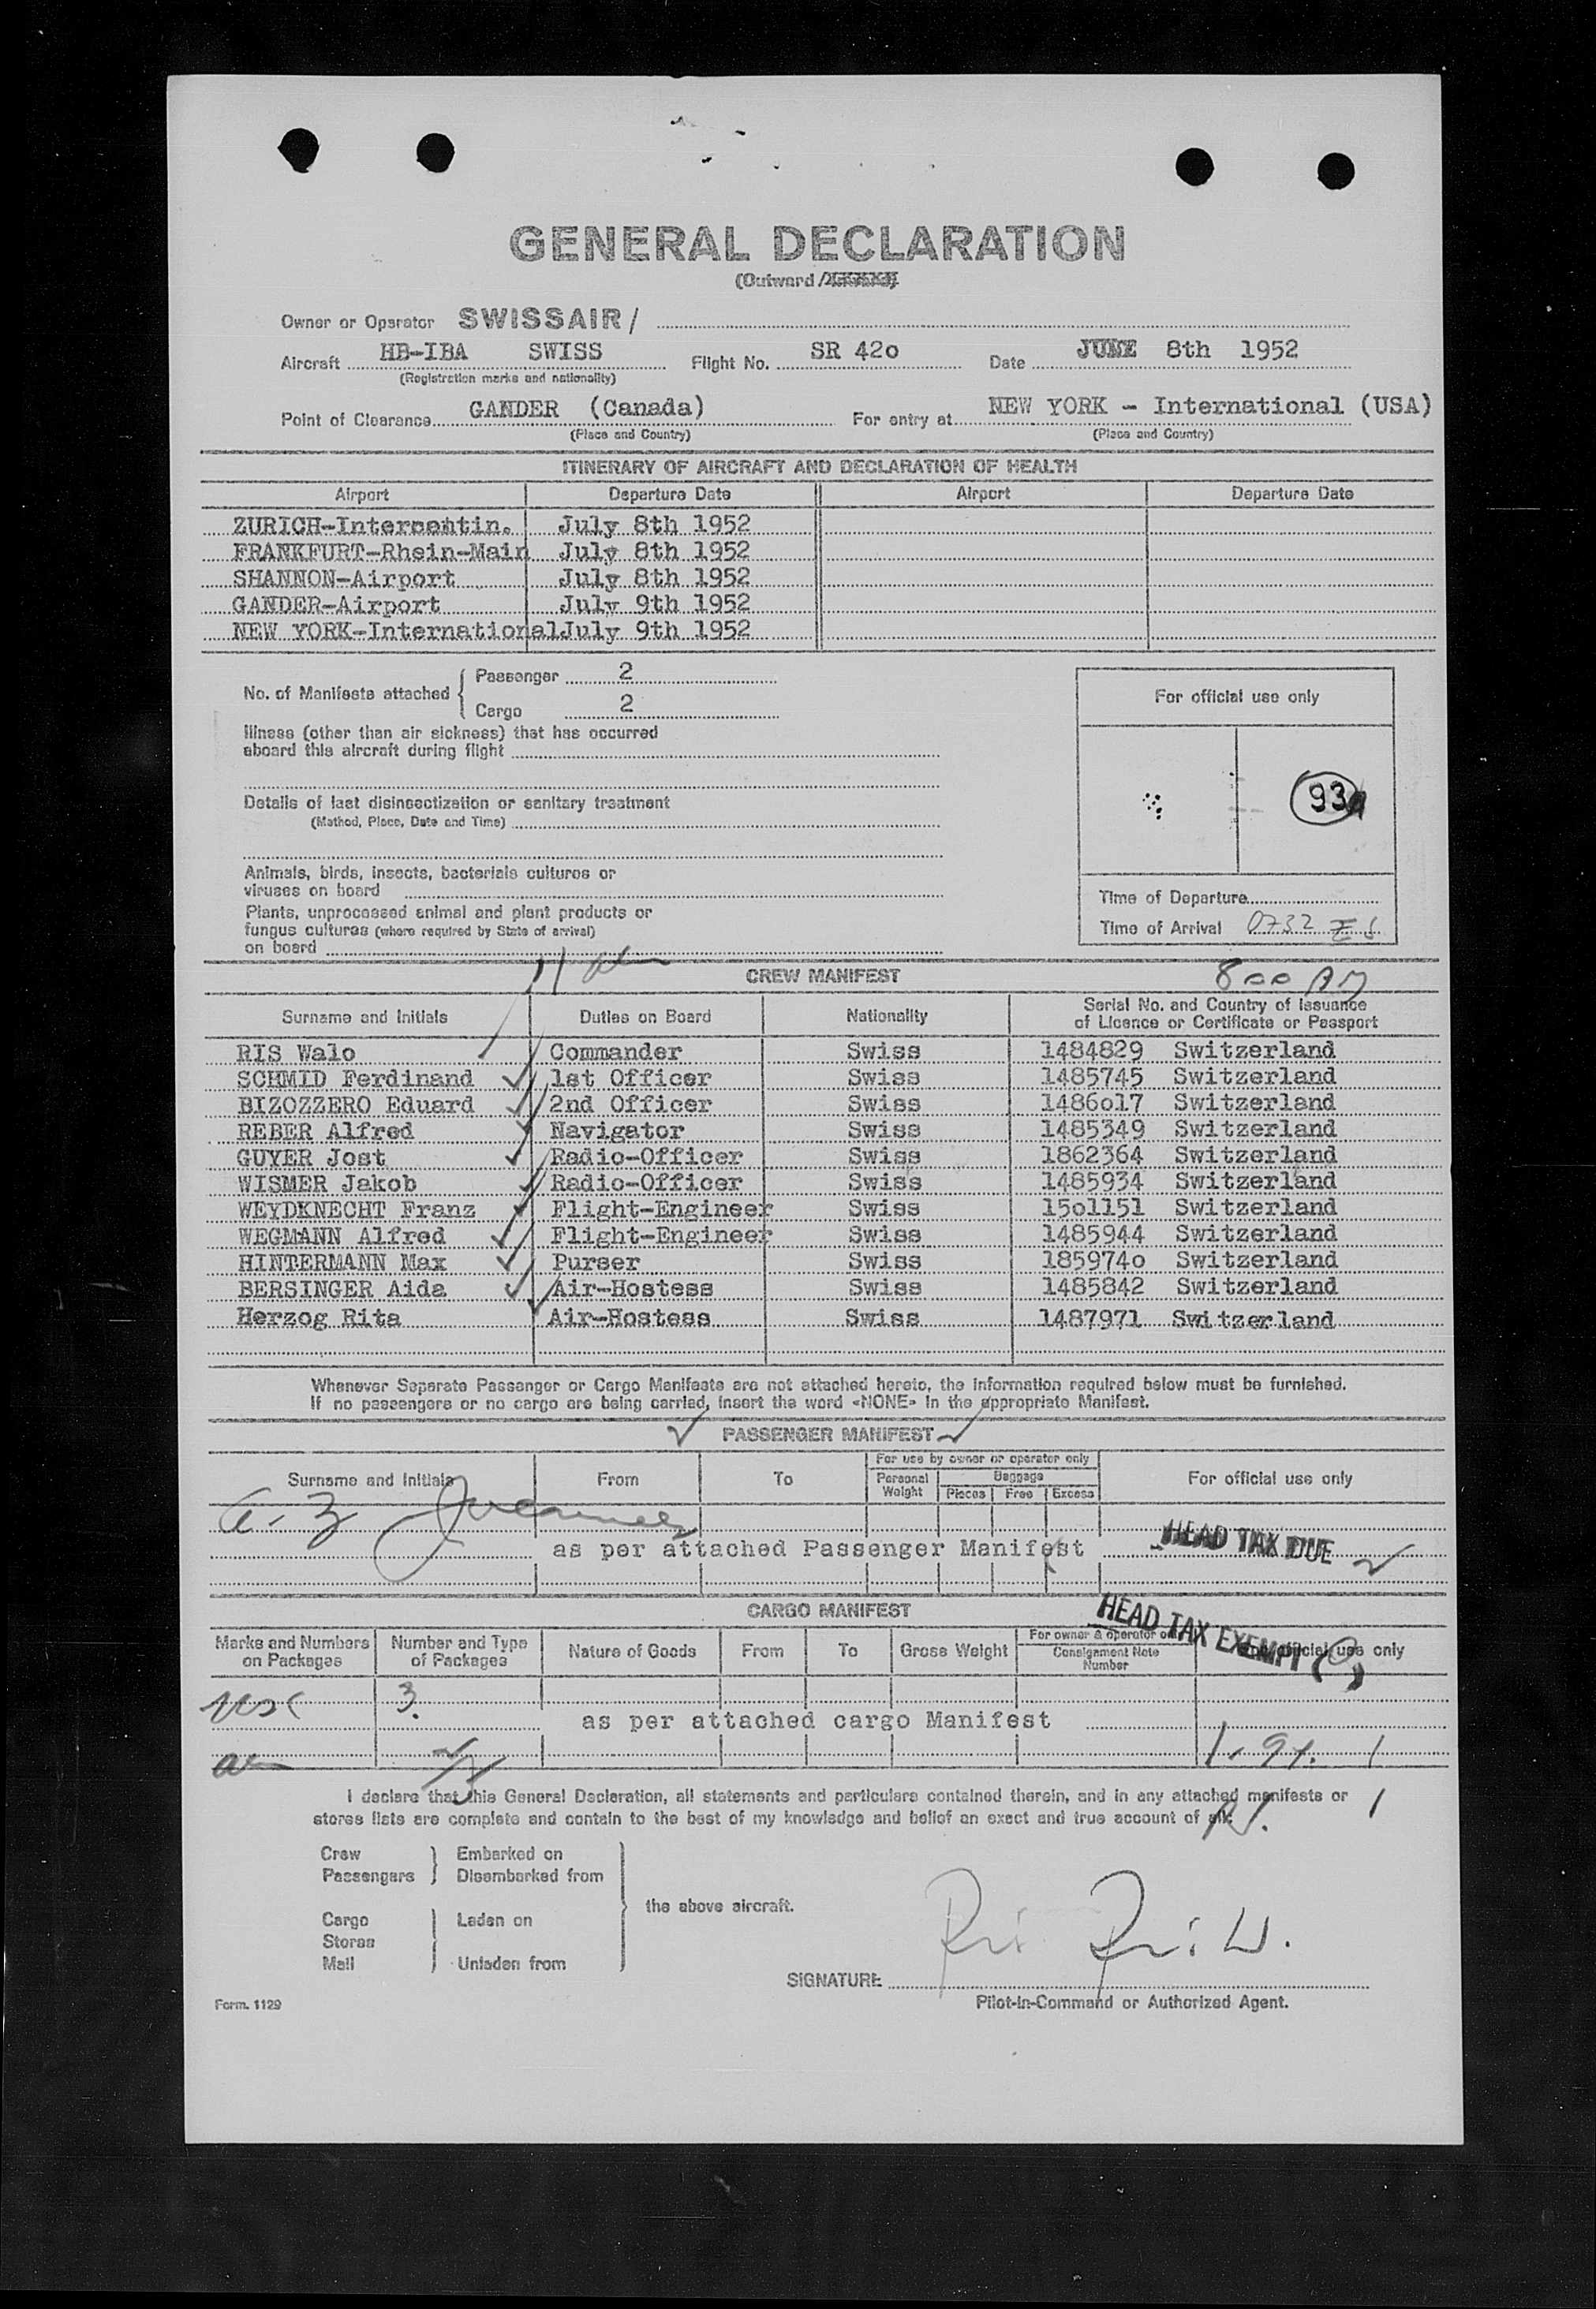 GENERAL DECLARATION
(Outward/
Owner or Operator SWISSAIR/
Aircraft HB-IBA SWISS Flight No. SR 42o Date JUNE 8th 1952
(Registration marks and nationality)
Point of Clearance GANDER (Canada) For entry at NEW YORK - International (USA)
(Place and Country) (Place and Country)
ITINERARY OF AIRCRAFT AND DECLARATION OF HEALTH
Airport Departure Date Airport Departure Date
ZURICH- July 8th 1952
FRANKFURT-Rhein-Main July 8th 1952
SHANNON-Airport July 8th 1952
GANDER-Airport July 9th 1952
NEW YORK-International July 9th 1952
No. of Manifests attached { Passenger 2
Cargo 2
For official use only
Illness (other than air sickness) that has occurred
aboard this aircraft during flight
Details of last disinsectization or sanitary treatment
(Method, Place, Date and Time)
93
Animals, birds, insects, bacterials cultures or
viruses on board
Plants, unprocessed animal and plant products or
fungus cultures (where required by State of arrival)
on board
Time of Departure
Time of Arrival 0732
11
CREW MANIFEST 800 AM
Surname and Initials Duties on Board Nationality Serial No. and Country of Issuance
of Licence or Certificate or Passport
RIS Walo Commander Swiss 1484829 Switzerland
SCHMID Ferdinand 1st Officer Swiss 1485745 Switzerland
BIZOZZERO Eduard 2nd Officer Swiss 1486o17 Switzerland
REBER Alfred Navigator Swiss 1485349 Switzerland
GUYER Jost Radio-Officer Swiss 1862364 Switzerland
WISMER Jakob Radio-Officer Swiss 1485934 Switzerland
WEYDKNECHT Franz Flight-Engineer Swiss 15o1151 Switzerland
WEGMANN Alfred Flight-Engineer Swiss 1485944 Switzerland
HINTERMANN Max Purser Swiss 185974o Switzerland
BERSINGER Aida Air-Hostess Swiss 1485842 Switzerland
Herzog Rita Air-Hostess Swiss 1487971 Switzerland
Whenever Separate Passenger or Cargo Manifests are not attached hereto, the information required below must be furnished.
If no passengers or no cargo are being carried, insert the word «NONE» in the appropriate Manifest.
PASSENGER MANIFEST
Surname and Initials From To For use by owner or operator only For official use only
Personal Weight Baggage
Pieces Free Excess
as per attached Passenger Manifest HEAD TAX DUE
CARGO MANIFEST
HEAD TAX EXEMPT
Marks and Numbers on Packages Number and Type of Packages Nature of Goods From To Gross Weight For owner & operator only
Consignment Note Number For official use only
3.
as per attached cargo Manifest
I declare that this General Declaration, all statements and particulars contained therein, and in any attached manifests or
stores lists are complete and contain to the best of my knowledge and belief an exact and true account of all:
Crew Embarked on
Passengers Disembarked from
the above aircraft.
Cargo Laden on
Stores
Mail Unladen from
Ris Ris W.
SIGNATURE
Form. 1129 Pilot-in-Command or Authorized Agent.